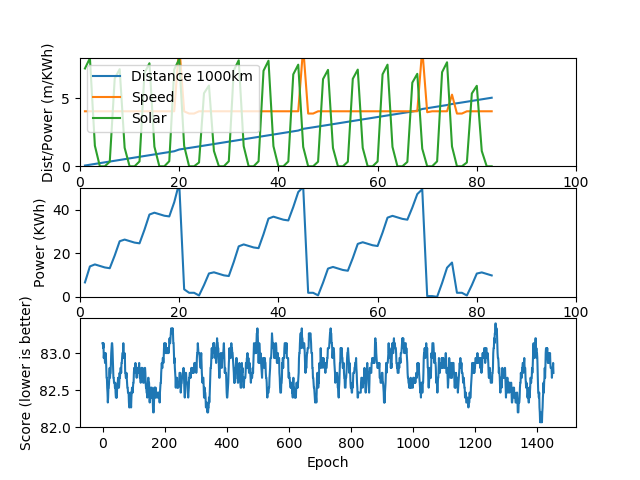 Dist/Power (m/KWh)
5
0
Distance 1000km
Speed
Solar
0 20 40 60 80 100
Power (KWh)
40
20
0
0 20 40 60 80 100
Score (lower is better)
83.0
82.5
82.0
0 200 400 600 800 1000 1200 1400
Epoch